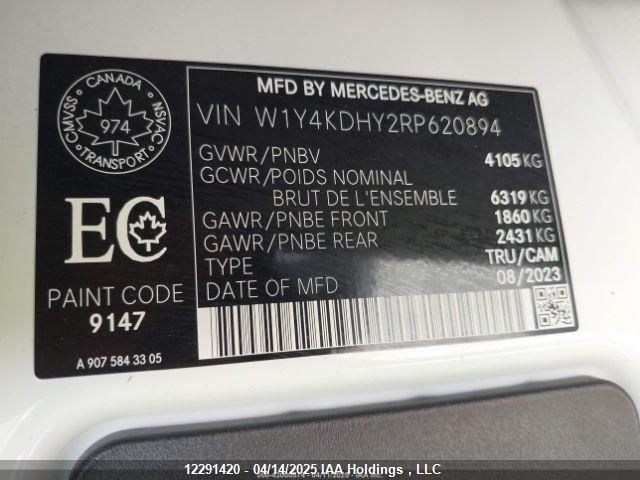 CANADA
CMVSS NSVAC
974
TRANSPORT
EC
PAINT CODE
9147
A 907 584 33 05
MFD BY MERCEDES-BENZ AG
VIN W1Y4KDHY2RP620894
GVWR/PNBV 4105 KG
GCWR/POIDS NOMINAL
BRUT DE L'ENSEMBLE 6319 KG
GAWR/PNBE FRONT 1860 KG
GAWR/PNBE REAR 2431 KG
TYPE TRU/CAM
DATE OF MFD 08/2023
12291420 - 04/14/2025 IAA Holdings , LLC